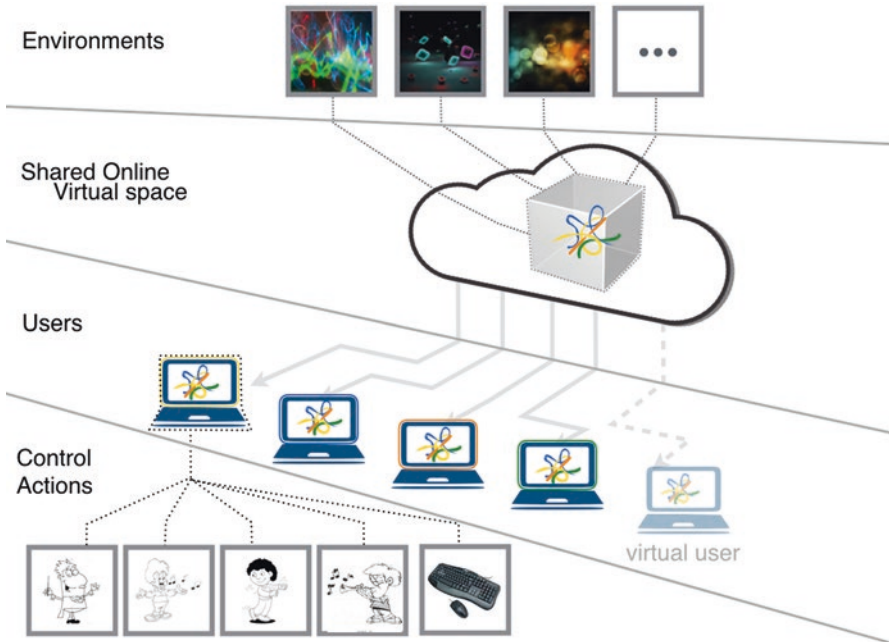 Environments
Shared Online
Virtual space
Users
Control
Actions
virtual user